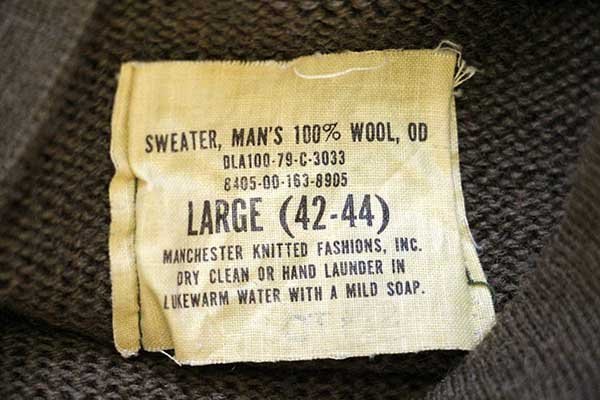 SWEATER, MAN'S 100% WOOL, OD
DLA100-79-C-3033
8405-00-163-8905
LARGE (42-44)
MANCHESTER KNITTED FASHIONS, INC.
DRY CLEAN OR HAND LAUNDER IN
LUKEWARM WATER WITH A MILD SOAP.